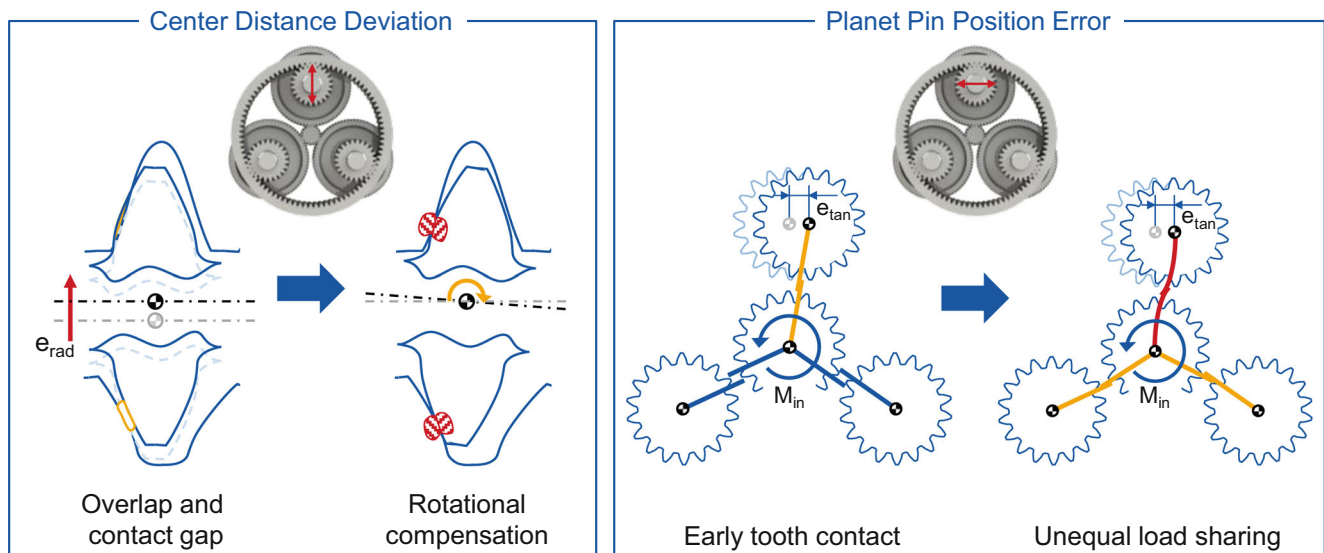 Center Distance Deviation
e_rad
Overlap and
contact gap
Rotational
compensation
Planet Pin Position Error
e_tan
M_in
Early tooth contact
e_tan
M_in
Unequal load sharing